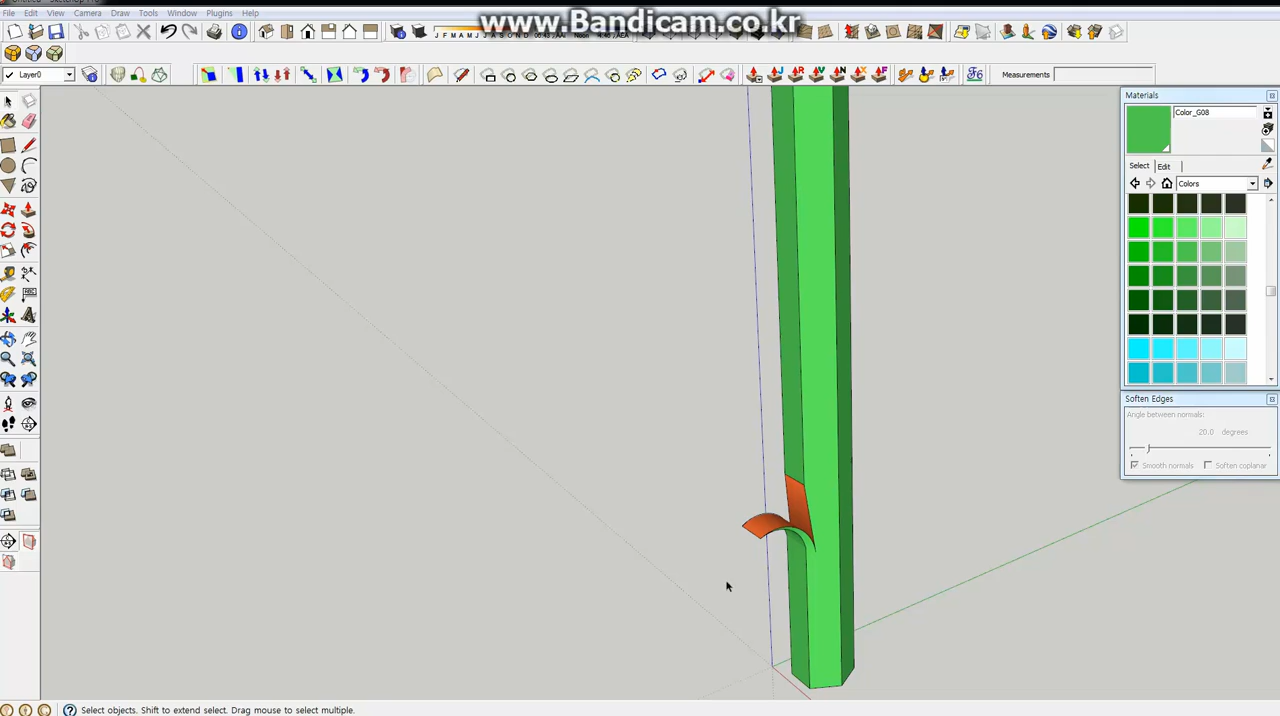 www.Bandicam.co.kr
File Edit View Camera Draw Tools Window Plugins Help
J F M A M J J A S O N D
Noon
Layer0
Measurements
Materials
Color_G08
Select Edit
Colors
Soften Edges
Angle between normals:
20.0 degrees
Smooth normals Soften coplanar
Select objects. Shift to extend select. Drag mouse to select multiple.